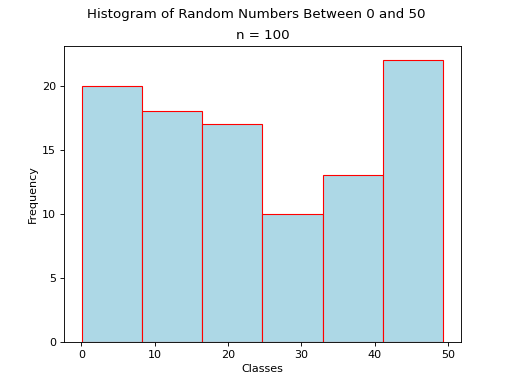 Histogram of Random Numbers Between 0 and 50
n = 100
20
15
10
5
0
Frequency
0 10 20 30 40 50
Classes